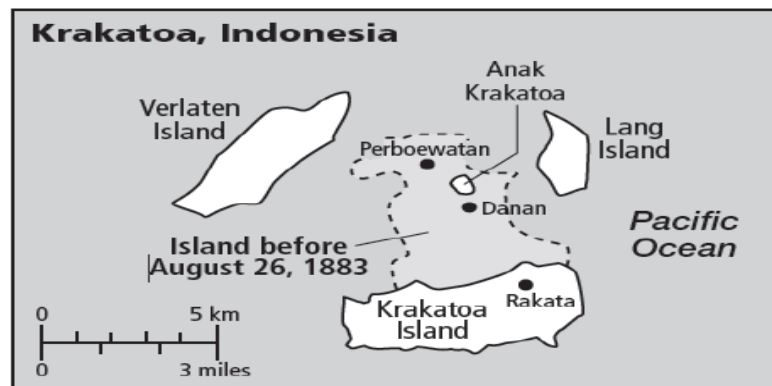 Krakatoa, Indonesia
Anak
Krakatoa
Verlaten
Island
Perboewatan
Lang
Island
Danan
Pacific
Ocean
Island before
August 26, 1883
Krakatoa
Island
Rakata
0 5 km
0 3 miles